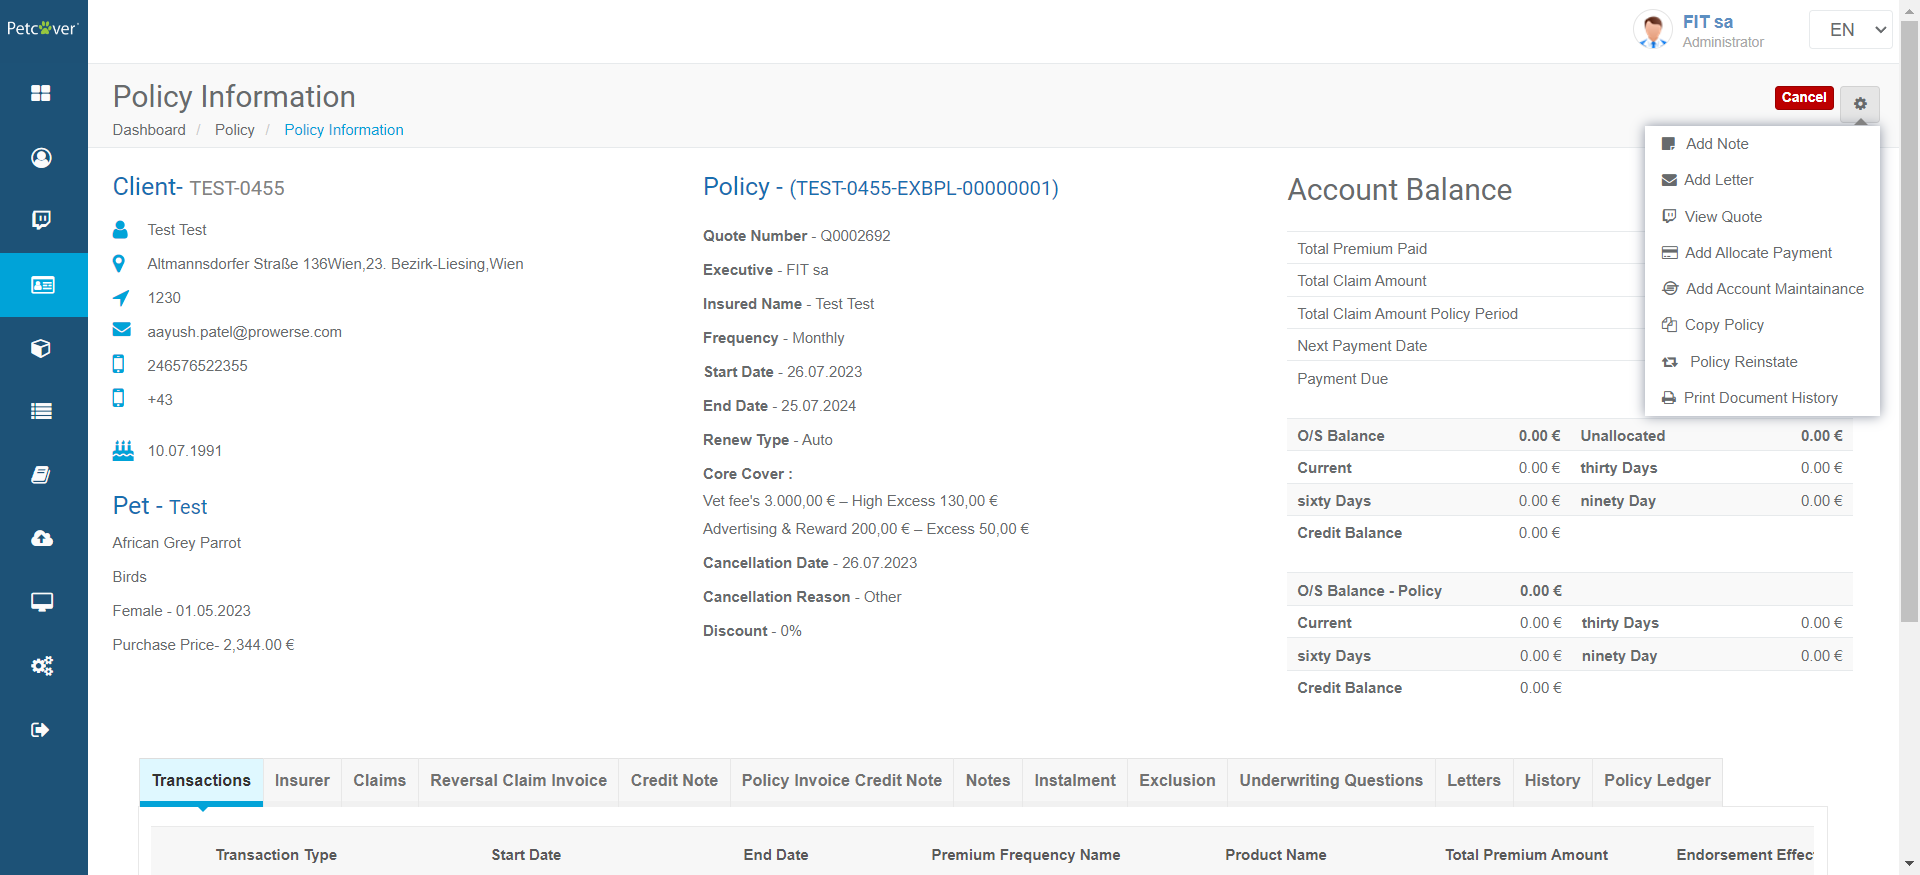 Petcover
FIT sa
Administrator
EN
Policy Information
Dashboard / Policy / Policy Information
Cancel
Add Note
Add Letter
View Quote
Add Allocate Payment
Add Account Maintainance
Copy Policy
Policy Reinstate
Print Document History
Client- TEST-0455
Test Test
Altmannsdorfer Straße 136Wien,23. Bezirk-Liesing,Wien
1230
aayush.patel@prowerse.com
246576522355
+43
10.07.1991
Pet - Test
African Grey Parrot
Birds
Female - 01.05.2023
Purchase Price- 2,344.00 €
Policy - (TEST-0455-EXBPL-00000001)
Quote Number - Q0002692
Executive - FIT sa
Insured Name - Test Test
Frequency - Monthly
Start Date - 26.07.2023
End Date - 25.07.2024
Renew Type - Auto
Core Cover :
Vet fee's 3.000,00 € – High Excess 130,00 €
Advertising & Reward 200,00 € – Excess 50,00 €
Cancellation Date - 26.07.2023
Cancellation Reason - Other
Discount - 0%
Account Balance
Total Premium Paid
Total Claim Amount
Total Claim Amount Policy Period
Next Payment Date
Payment Due
O/S Balance 0.00 € Unallocated 0.00 €
Current 0.00 € thirty Days 0.00 €
sixty Days 0.00 € ninety Day 0.00 €
Credit Balance 0.00 €
O/S Balance - Policy 0.00 €
Current 0.00 € thirty Days 0.00 €
sixty Days 0.00 € ninety Day 0.00 €
Credit Balance 0.00 €
Transactions Insurer Claims Reversal Claim Invoice Credit Note Policy Invoice Credit Note Notes Instalment Exclusion Underwriting Questions Letters History Policy Ledger
Transaction Type Start Date End Date Premium Frequency Name Product Name Total Premium Amount Endorsement Effec